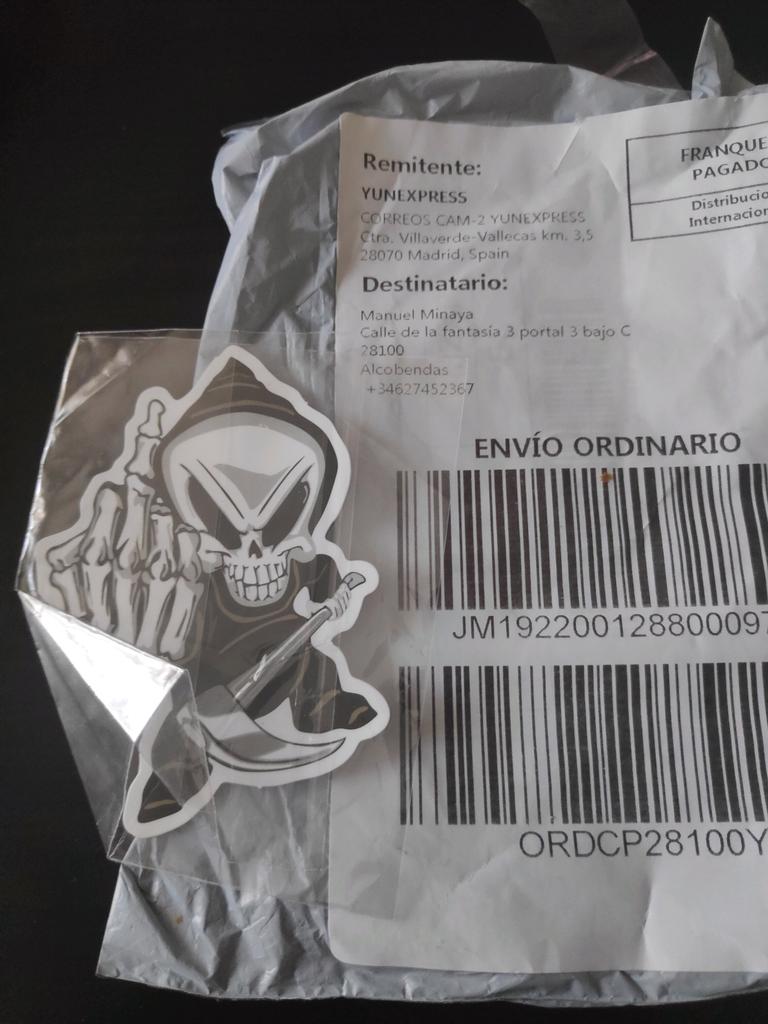 Remitente:
YUNEXPRESS
CORREOS CAM-2 YUNEXPRESS
Ctra. Villaverde-Vallecas km. 3,5
28070 Madrid, Spain
FRANQUE
PAGADO
Distribucio
Internacion
Destinatario:
Manuel Minaya
Calle de la fantasía 3 portal 3 bajo C
28100
Alcobendas
+34627452367
ENVÍO ORDINARIO
JM1922001288000097
ORDCP28100Y